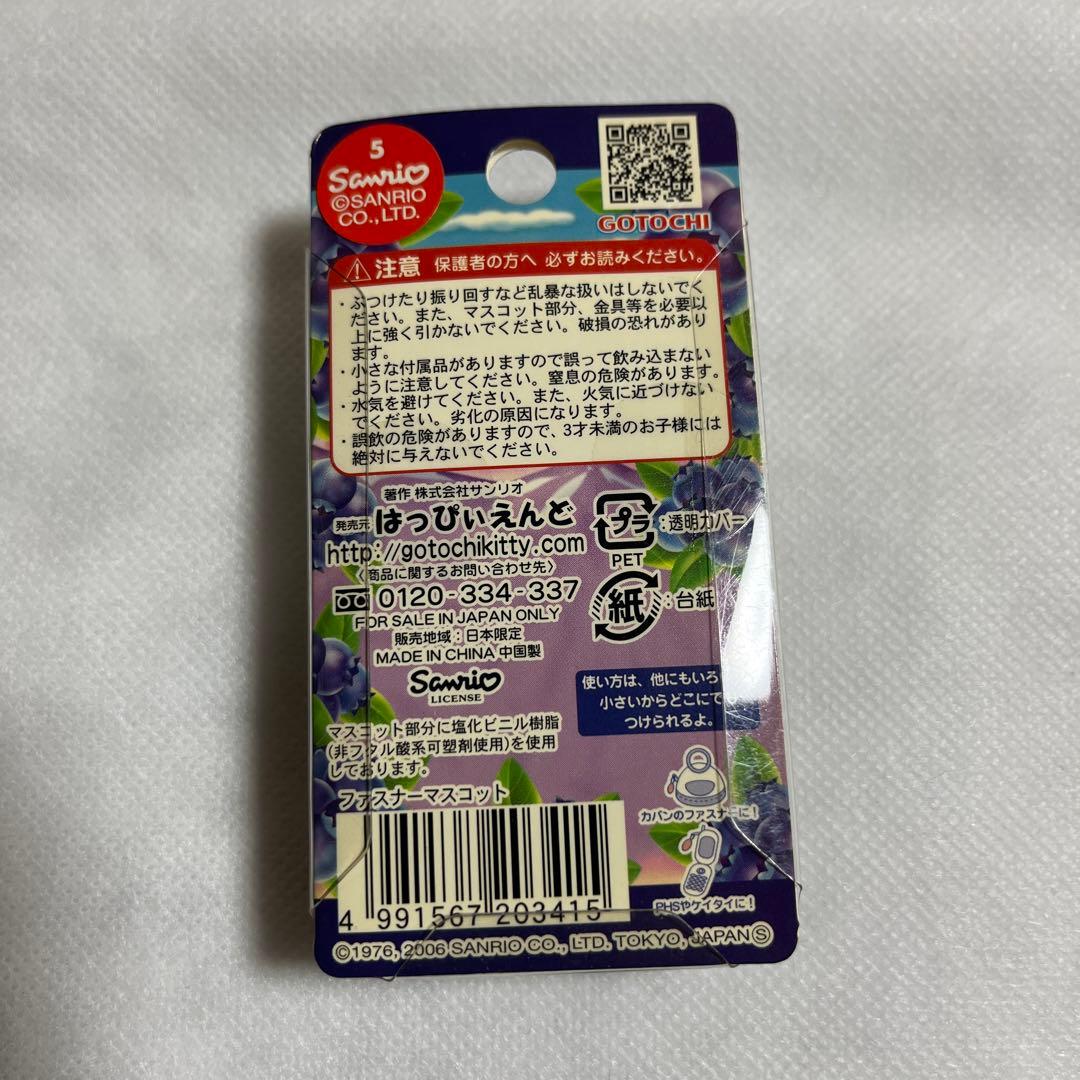 5
Sanrio
©SANRIO
CO., LTD.
GOTOCHI
注意 保護者の方へ 必ずお読みください。
・ぶつけたり振り回すなど乱暴な扱いはしないでく
ださい。また、マスコット部分、金具等を必要以
上に強く引かないでください。破損の恐れがあり
ます。
・小さな付属品がありますので誤って飲み込まない
ように注意してください。窒息の危険があります。
・水気を避けてください。また、火気に近づけない
でください。劣化の原因になります。
・誤飲の危険がありますので、3才未満のお子様には
絶対に与えないでください。
著作 株式会社サンリオ
発売元 はっぴぃえんど
http://gotochikitty.com
〈商品に関するお問い合わせ先〉
0120-334-337
FOR SALE IN JAPAN ONLY
販売地域：日本限定
MADE IN CHINA 中国製
Sanrio
LICENSE
プラ：透明カバー
PET
紙：台紙
使い方は、他にもいろ
小さいからどこにで
つけられるよ。
マスコット部分に塩化ビニル樹脂
(非フタル酸系可塑剤使用)を使用
しております。
ファスナーマスコット
カバンのファスナーに！
PHSやケイタイに！
4 991567 203415
©1976, 2006 SANRIO CO., LTD. TOKYO, JAPAN Ⓢ